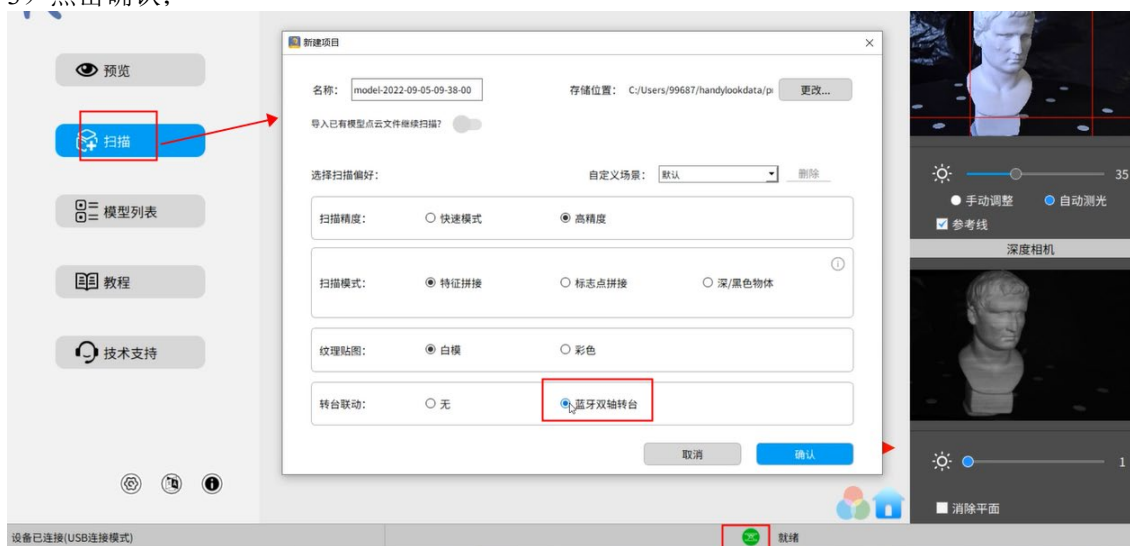 点击确认；
预览
扫描
模型列表
教程
技术支持
新建项目
名称： model-2022-09-05-09-38-00 存储位置： C:/Users/99687/handylookdata/p 更改...
导入已有模型点云文件继续扫描？
选择扫描偏好： 自定义场景： 默认 删除
扫描精度： 快速模式 高精度
扫描模式： 特征拼接 标志点拼接 深/黑色物体
纹理贴图： 白模 彩色
转台联动： 无 蓝牙双轴转台
取消 确认
35
手动调整 自动测光
参考线
深度相机
1
消除平面
设备已连接(USB连接模式) 就绪